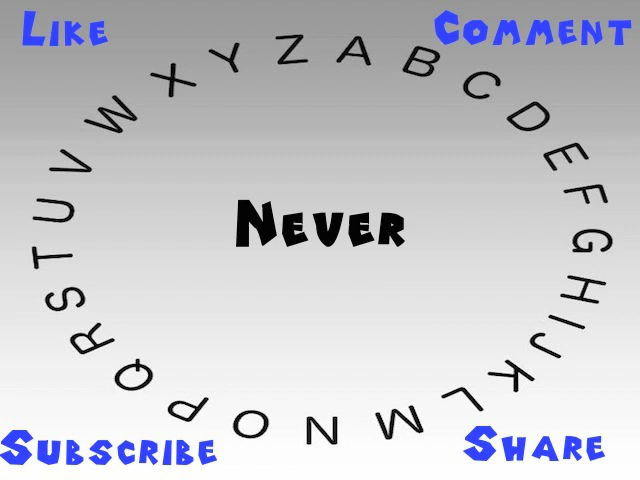 Like
Comment
A B C D E F G H I J K L M N O P Q R S T U V W X Y Z
Never
Subscribe
Share